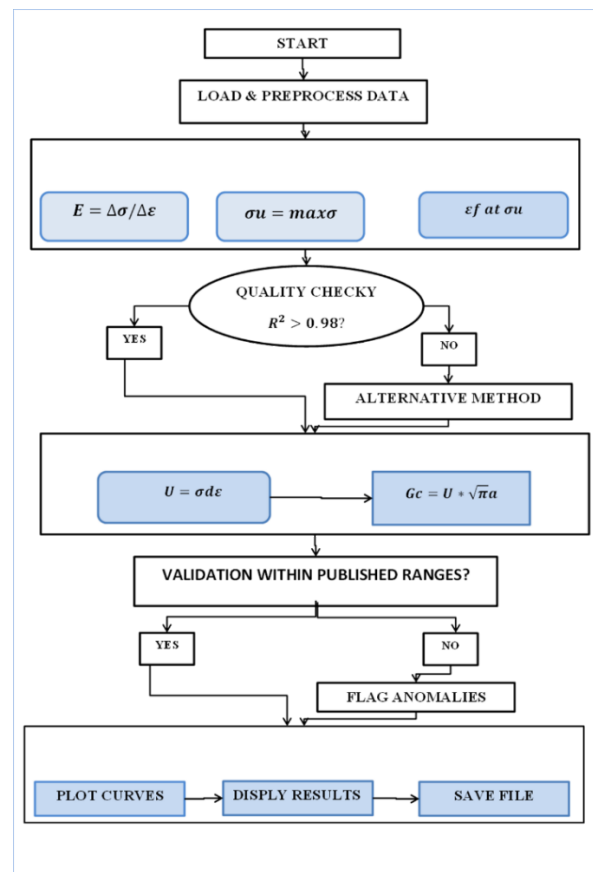 START
LOAD & PREPROCESS DATA
E = Δσ/Δε
σu = maxσ
εf at σu
QUALITY CHECKY
R² > 0.98?
YES
NO
ALTERNATIVE METHOD
U = σdε
Gc = U * √πa
VALIDATION WITHIN PUBLISHED RANGES?
YES
NO
FLAG ANOMALIES
PLOT CURVES
DISPLY RESULTS
SAVE FILE